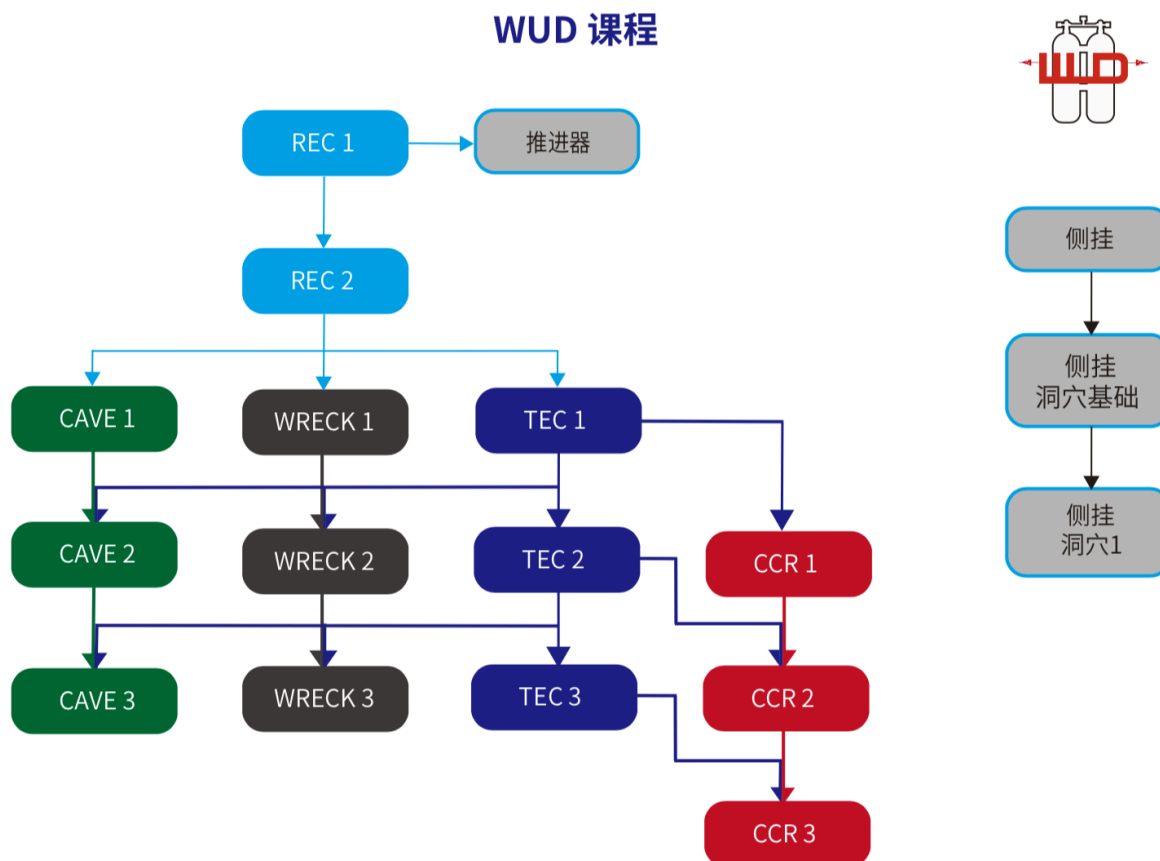 WUD 课程
WD
REC 1
推进器
侧挂
REC 2
侧挂
洞穴基础
CAVE 1
WRECK 1
TEC 1
侧挂
洞穴1
CAVE 2
WRECK 2
TEC 2
CCR 1
CAVE 3
WRECK 3
TEC 3
CCR 2
CCR 3